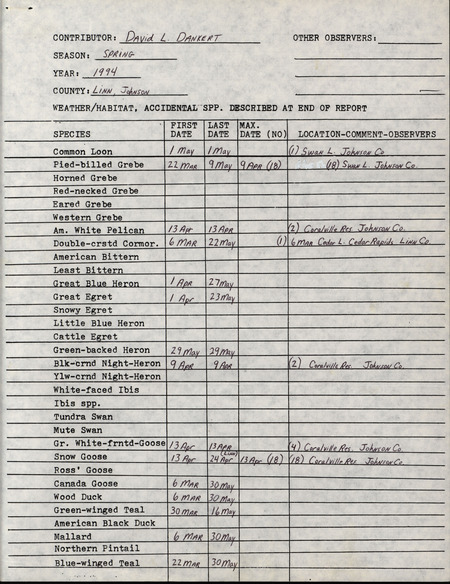 CONTRIBUTOR: David L. Dankert OTHER OBSERVERS:
SEASON: Spring
YEAR: 1994
COUNTY: Linn, Johnson
WEATHER/HABITAT, ACCIDENTAL SPP. DESCRIBED AT END OF REPORT
SPECIES FIRST DATE LAST DATE MAX. DATE (NO) LOCATION-COMMENT-OBSERVERS
Common Loon 1 May 1 May (1) Swan L. Johnson Co
Pied-billed Grebe 22 Mar 9 May 9 Apr (18) (18) Swan L. Johnson Co.
Horned Grebe
Red-necked Grebe
Eared Grebe
Western Grebe
Am. White Pelican 13 Apr 13 Apr (2) Coralville Res Johnson Co.
Double-crstd Cormor. 6 Mar 22 May (1) 6 Mar Cedar L. Cedar Rapids Linn Co.
American Bittern
Least Bittern
Great Blue Heron 1 Apr 27 May
Great Egret 1 Apr 23 May
Snowy Egret
Little Blue Heron
Cattle Egret
Green-backed Heron 29 May 29 May
Blk-crnd Night-Heron 9 Apr 9 Apr (2) Coralville Res. Johnson Co.
Ylw-crnd Night-Heron
White-faced Ibis
Ibis spp.
Tundra Swan
Mute Swan
Gr. White-frntd-Goose 13 Apr 13 Apr (4) Coralville Res. Johnson Co.
Snow Goose 13 Apr (Linn) 24 Apr 13 Apr (18) (18) Coralville Res. Johnson Co.
Ross' Goose
Canada Goose 6 Mar 30 May
Wood Duck 6 Mar 30 May
Green-winged Teal 30 Mar 16 May
American Black Duck
Mallard 6 Mar 30 May
Northern Pintail
Blue-winged Teal 22 Mar 30 May